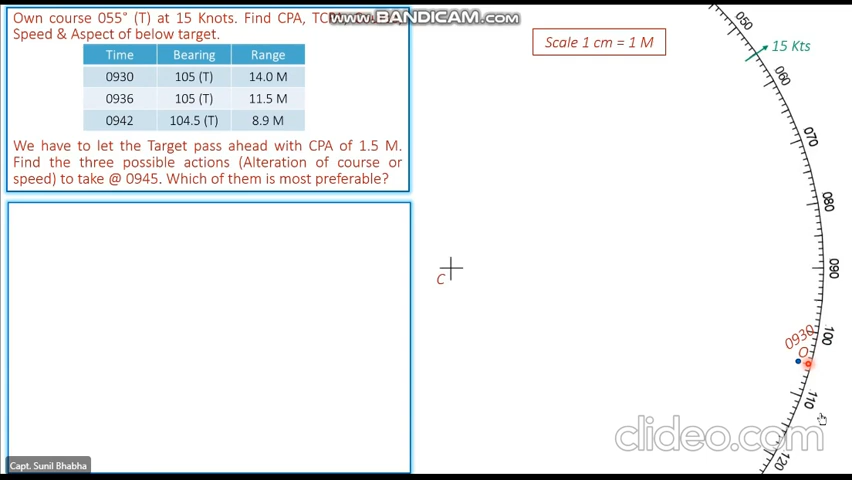 Own course 055° (T) at 15 Knots. Find CPA, TCPA,
www.BANDICAM.com
Speed & Aspect of below target.
Time Bearing Range
0930 105 (T) 14.0 M
0936 105 (T) 11.5 M
0942 104.5 (T) 8.9 M
We have to let the Target pass ahead with CPA of 1.5 M.
Find the three possible actions (Alteration of course or
speed) to take @ 0945. Which of them is most preferable?
Scale 1 cm = 1 M
050
15 Kts
060
070
080
090
C
100
0930
O
110
120
clideo.com
Capt. Sunil Bhabha